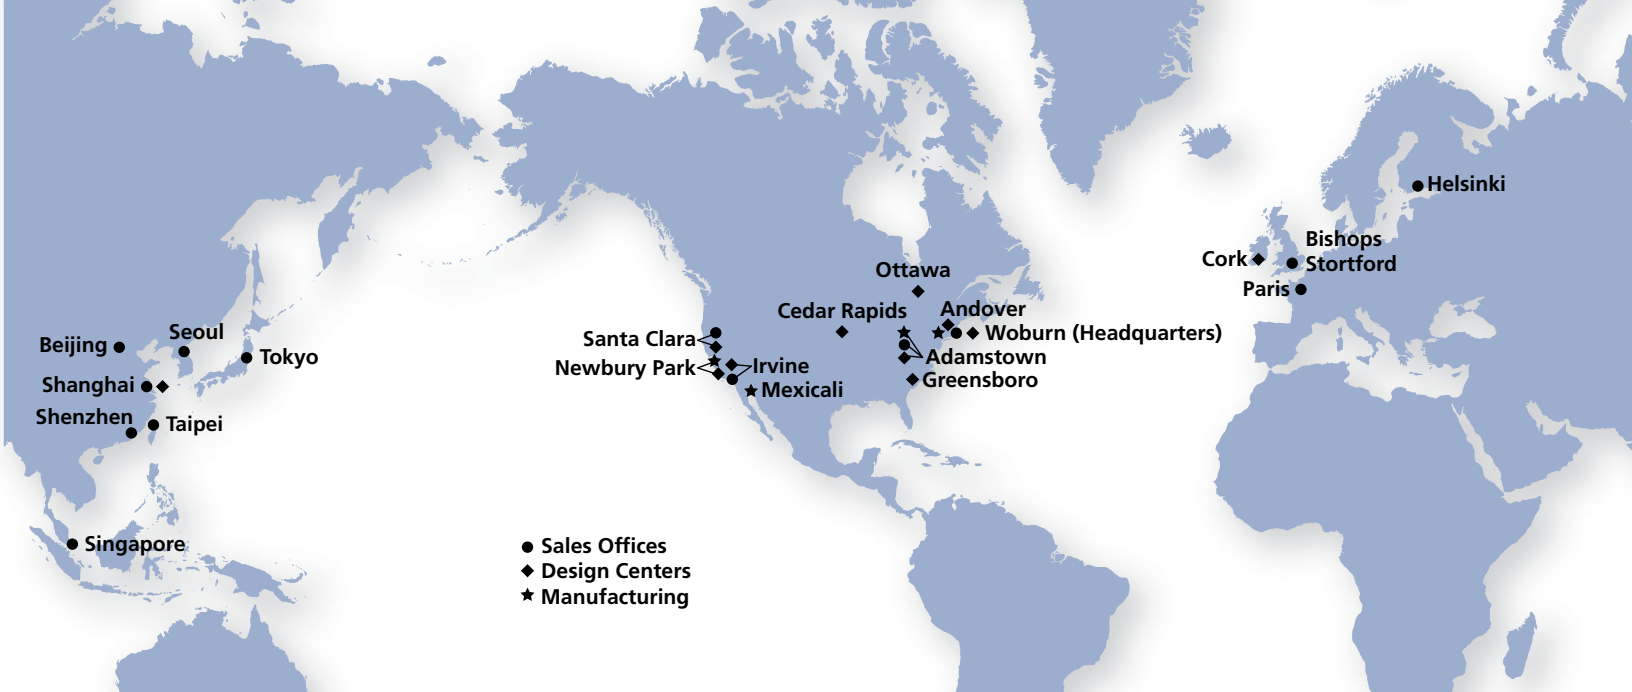 Helsinki
Bishops
Stortford
Cork
Paris
Ottawa
Cedar Rapids
Andover
Woburn (Headquarters)
Adamstown
Greensboro
Santa Clara
Newbury Park
Irvine
Mexicali
Beijing
Seoul
Tokyo
Shanghai
Shenzhen
Taipei
Singapore
Sales Offices
Design Centers
Manufacturing